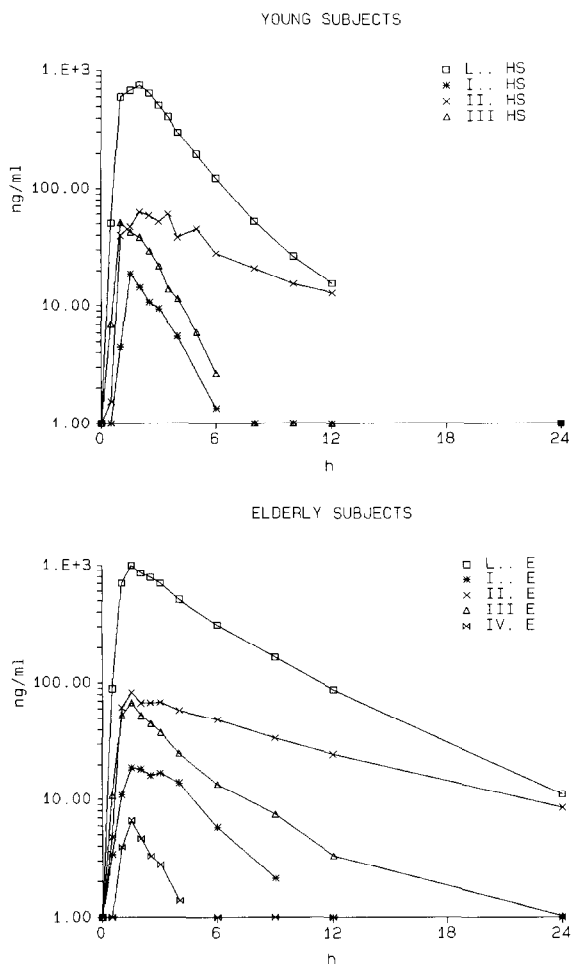 YOUNG SUBJECTS
L.. HS
I.. HS
II. HS
III HS
1.E+3
100.00
10.00
1.00
ng/ml
0 6 12 18 24
h
ELDERLY SUBJECTS
L.. E
I.. E
II. E
III E
IV. E
1.E+3
100.00
10.00
1.00
ng/ml
0 6 12 18 24
h